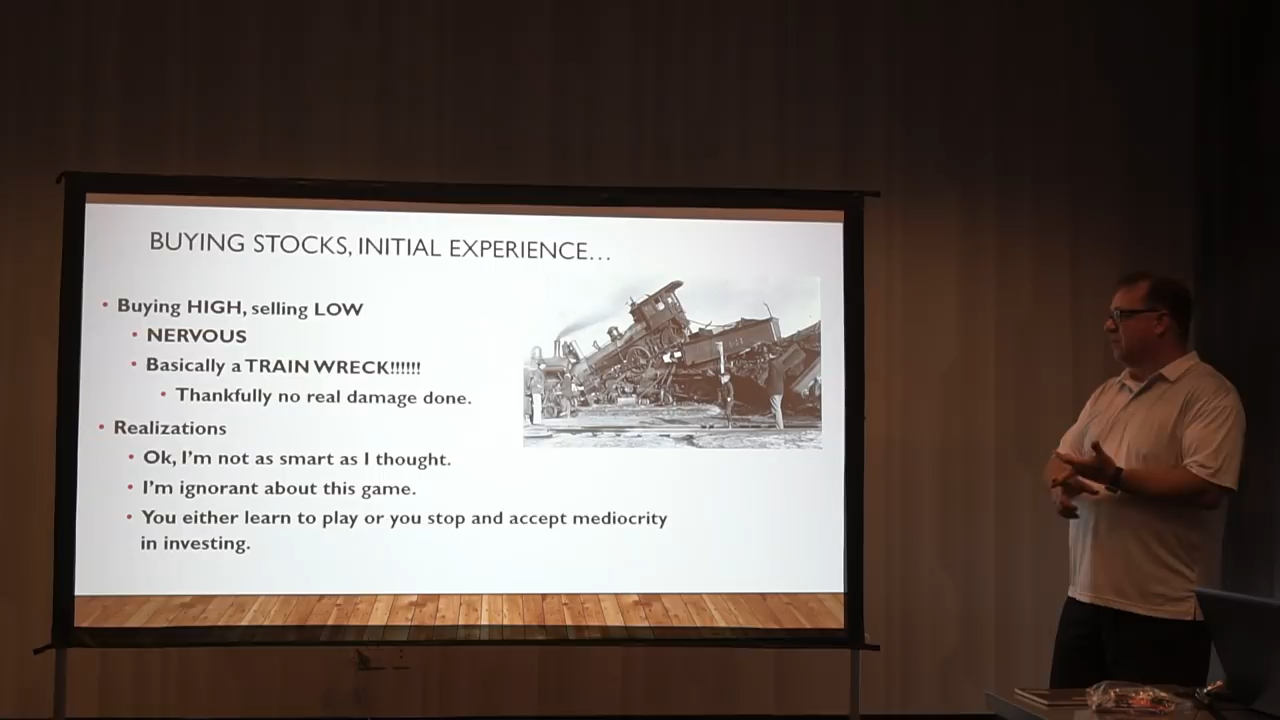 BUYING STOCKS, INITIAL EXPERIENCE…
• Buying HIGH, selling LOW
• NERVOUS
• Basically a TRAIN WRECK!!!!!!
• Thankfully no real damage done.
• Realizations
• Ok, I'm not as smart as I thought.
• I'm ignorant about this game.
• You either learn to play or you stop and accept mediocrity
in investing.